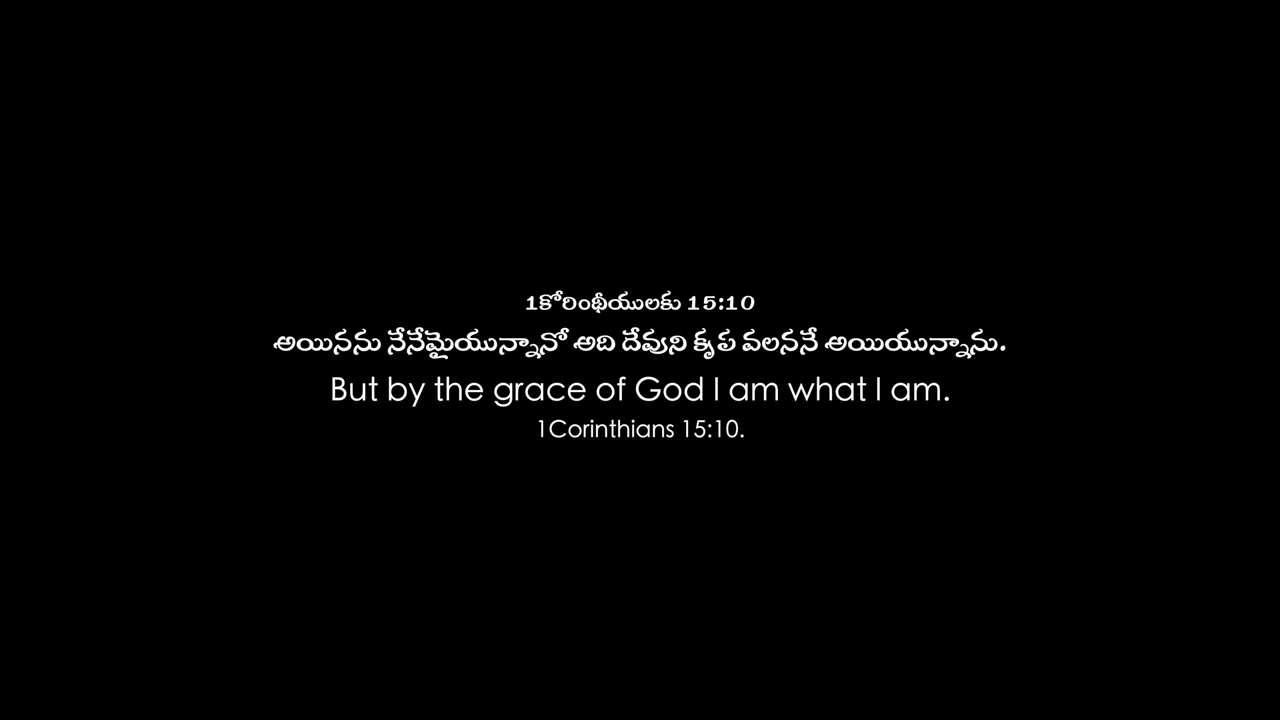 1కోరింథీయులకు 15:10
అయినను నేనేమైయున్నానో అది దేవుని కృప వలననే అయియున్నాను.
But by the grace of God I am what I am.
1Corinthians 15:10.